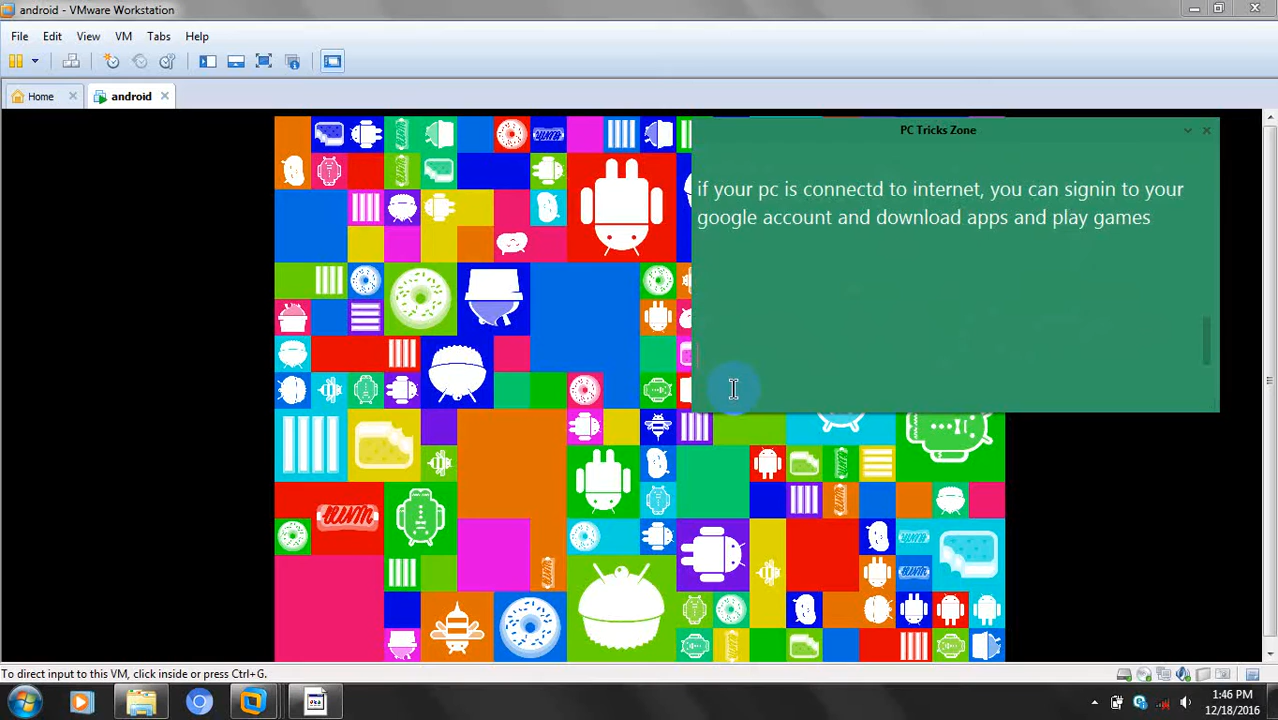 android - VMware Workstation
File Edit View VM Tabs Help
Home android
PC Tricks Zone
if your pc is connectd to internet, you can signin to your
google account and download apps and play games
To direct input to this VM, click inside or press Ctrl+G.
1:46 PM
12/18/2016